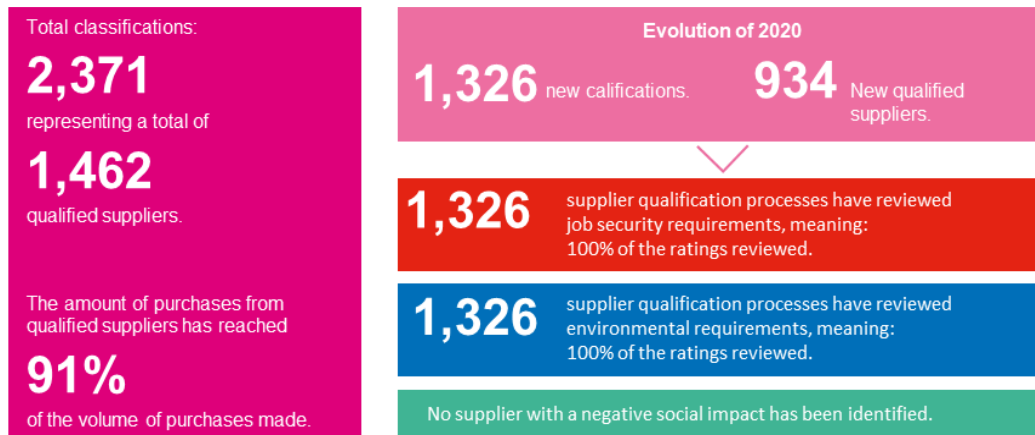 Total classifications:
2,371
representing a total of
1,462
qualified suppliers.
The amount of purchases from
qualified suppliers has reached
91%
of the volume of purchases made.
Evolution of 2020
1,326 new califications.
934 New qualified
suppliers.
1,326 supplier qualification processes have reviewed
job security requirements, meaning:
100% of the ratings reviewed.
1,326 supplier qualification processes have reviewed
environmental requirements, meaning:
100% of the ratings reviewed.
No supplier with a negative social impact has been identified.